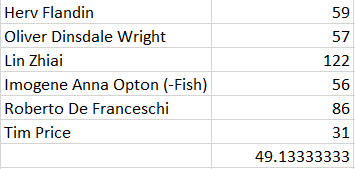 Herv Flandin 59
Oliver Dinsdale Wright 57
Lin Zhiai 122
Imogene Anna Opton (-Fish) 56
Roberto De Franceschi 86
Tim Price 31
49.13333333